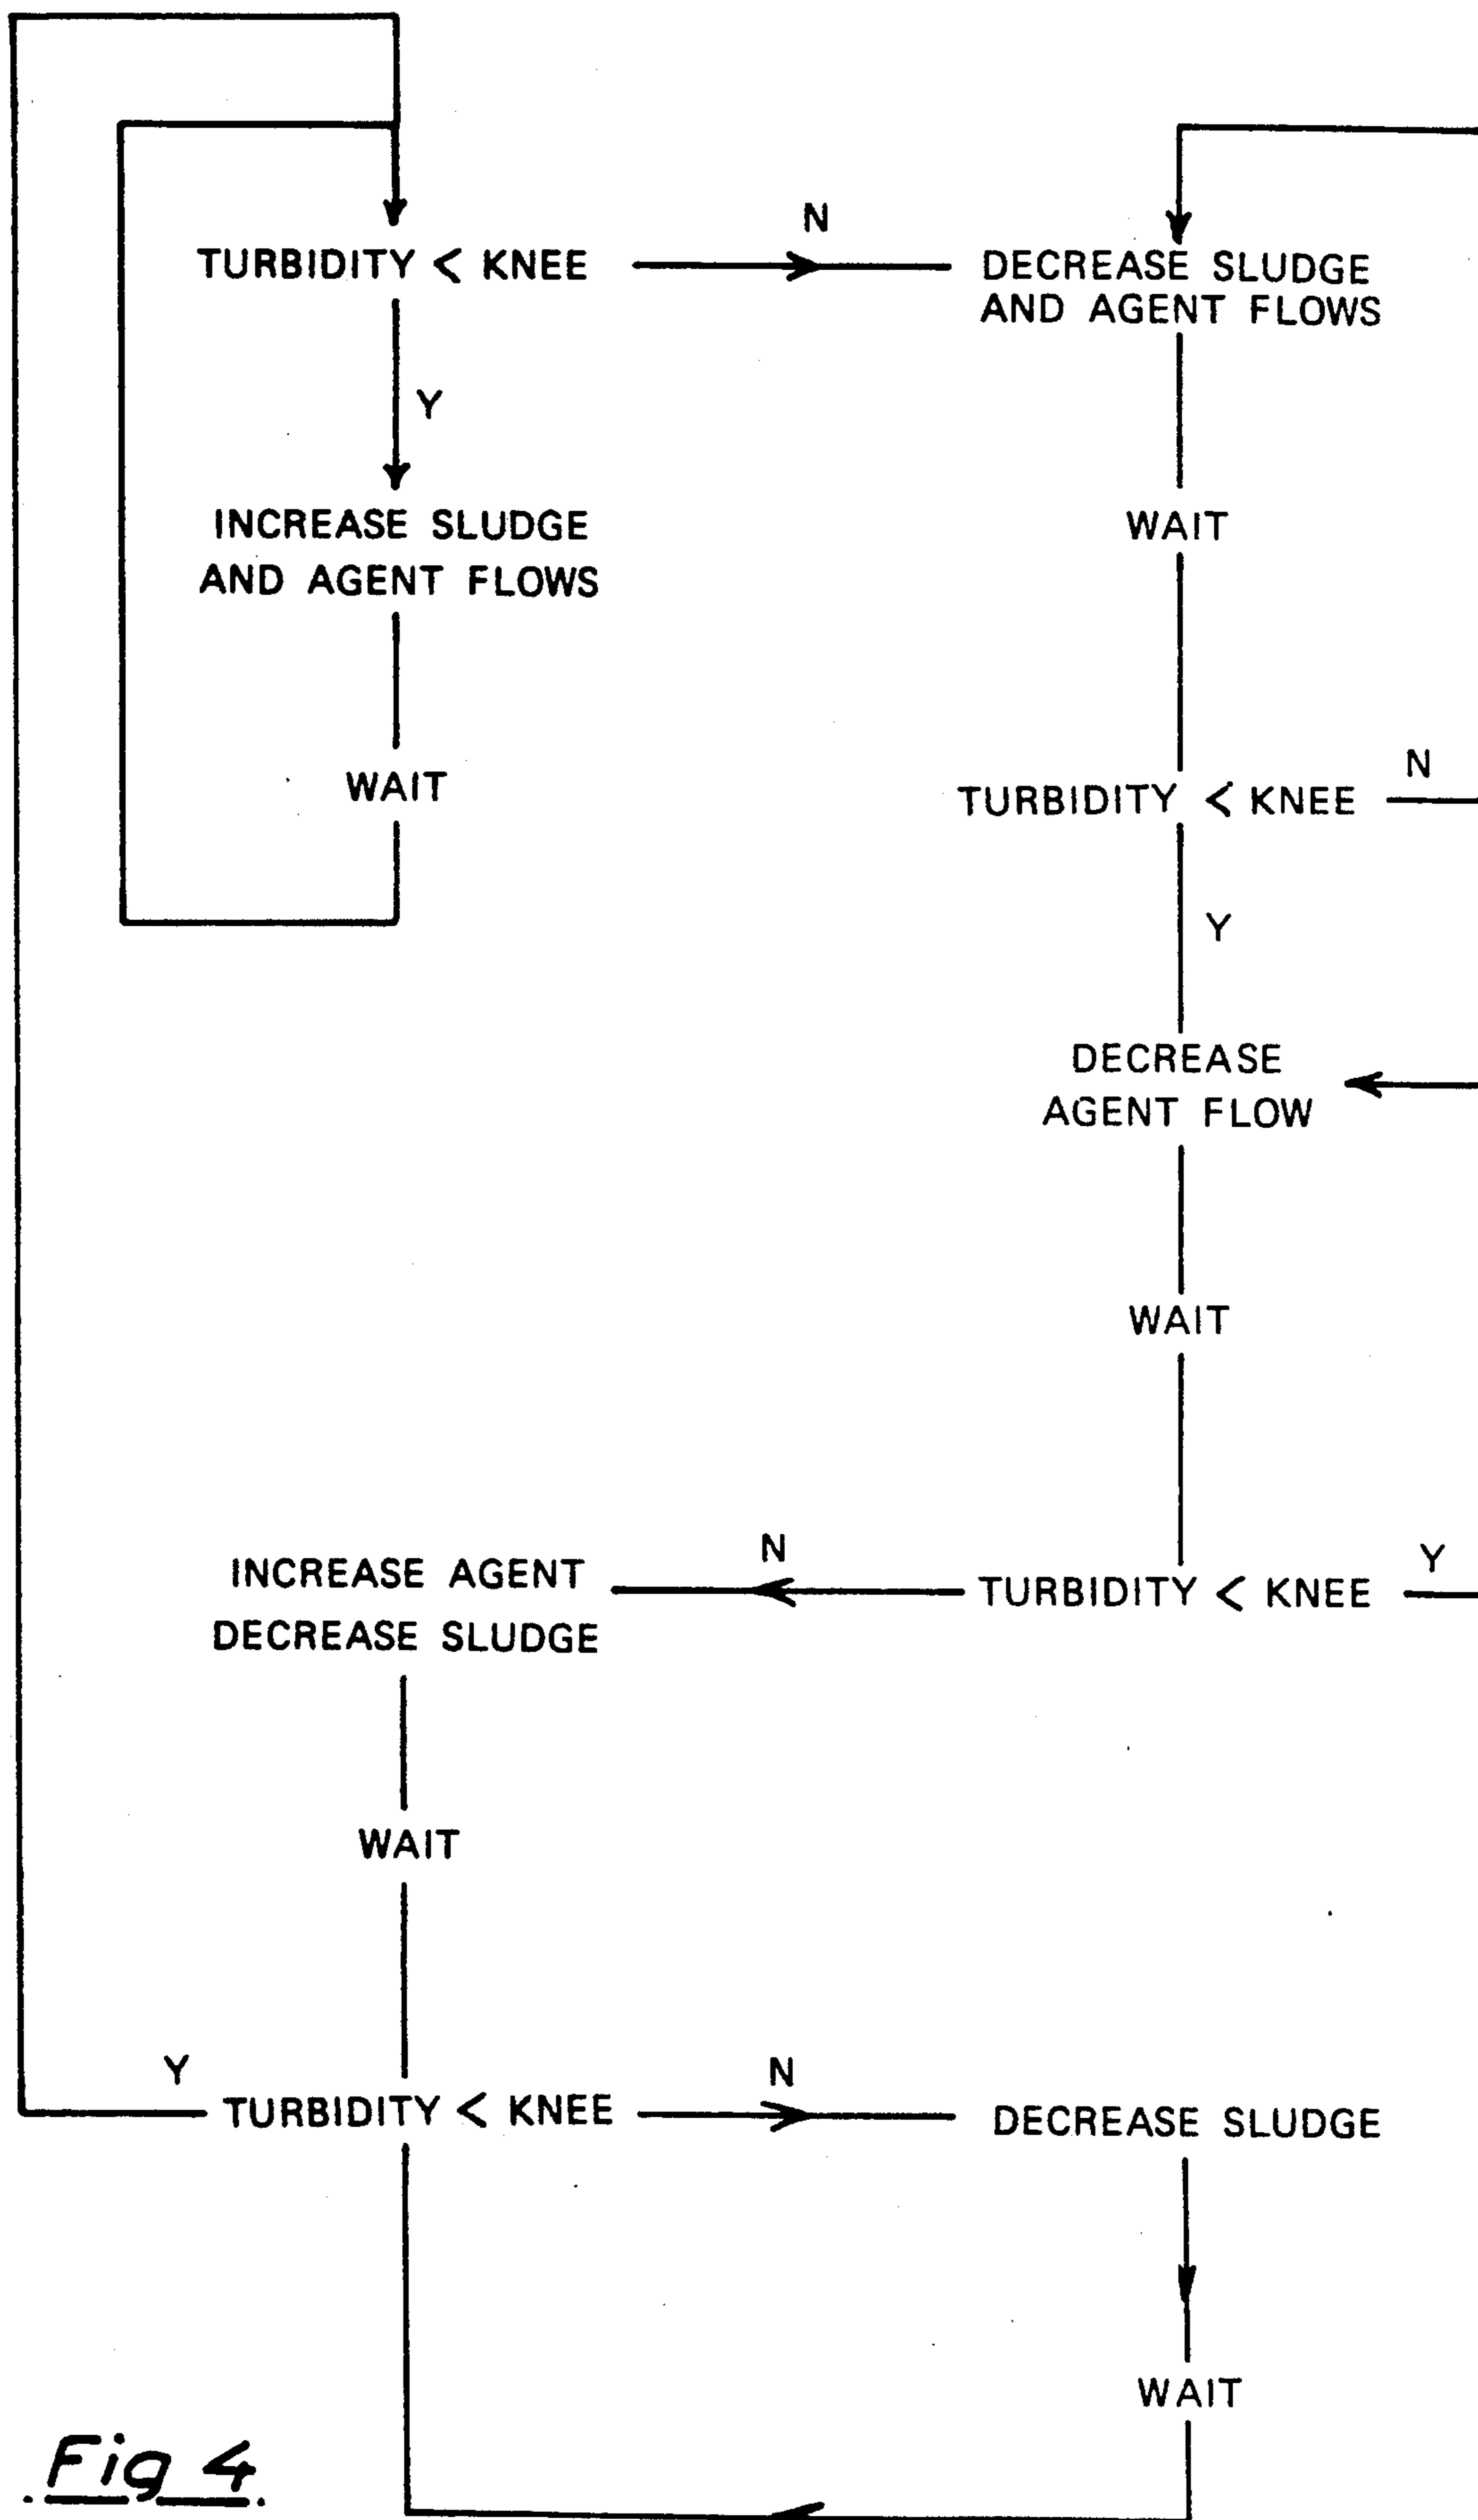 N
TURBIDITY < KNEE
DECREASE SLUDGE
AND AGENT FLOWS
Y
INCREASE SLUDGE
AND AGENT FLOWS
WAIT
WAIT
N
TURBIDITY < KNEE
Y
DECREASE
AGENT FLOW
WAIT
N
Y
INCREASE AGENT
DECREASE SLUDGE
TURBIDITY < KNEE
WAIT
Y
N
TURBIDITY < KNEE
DECREASE SLUDGE
WAIT
Fig 4